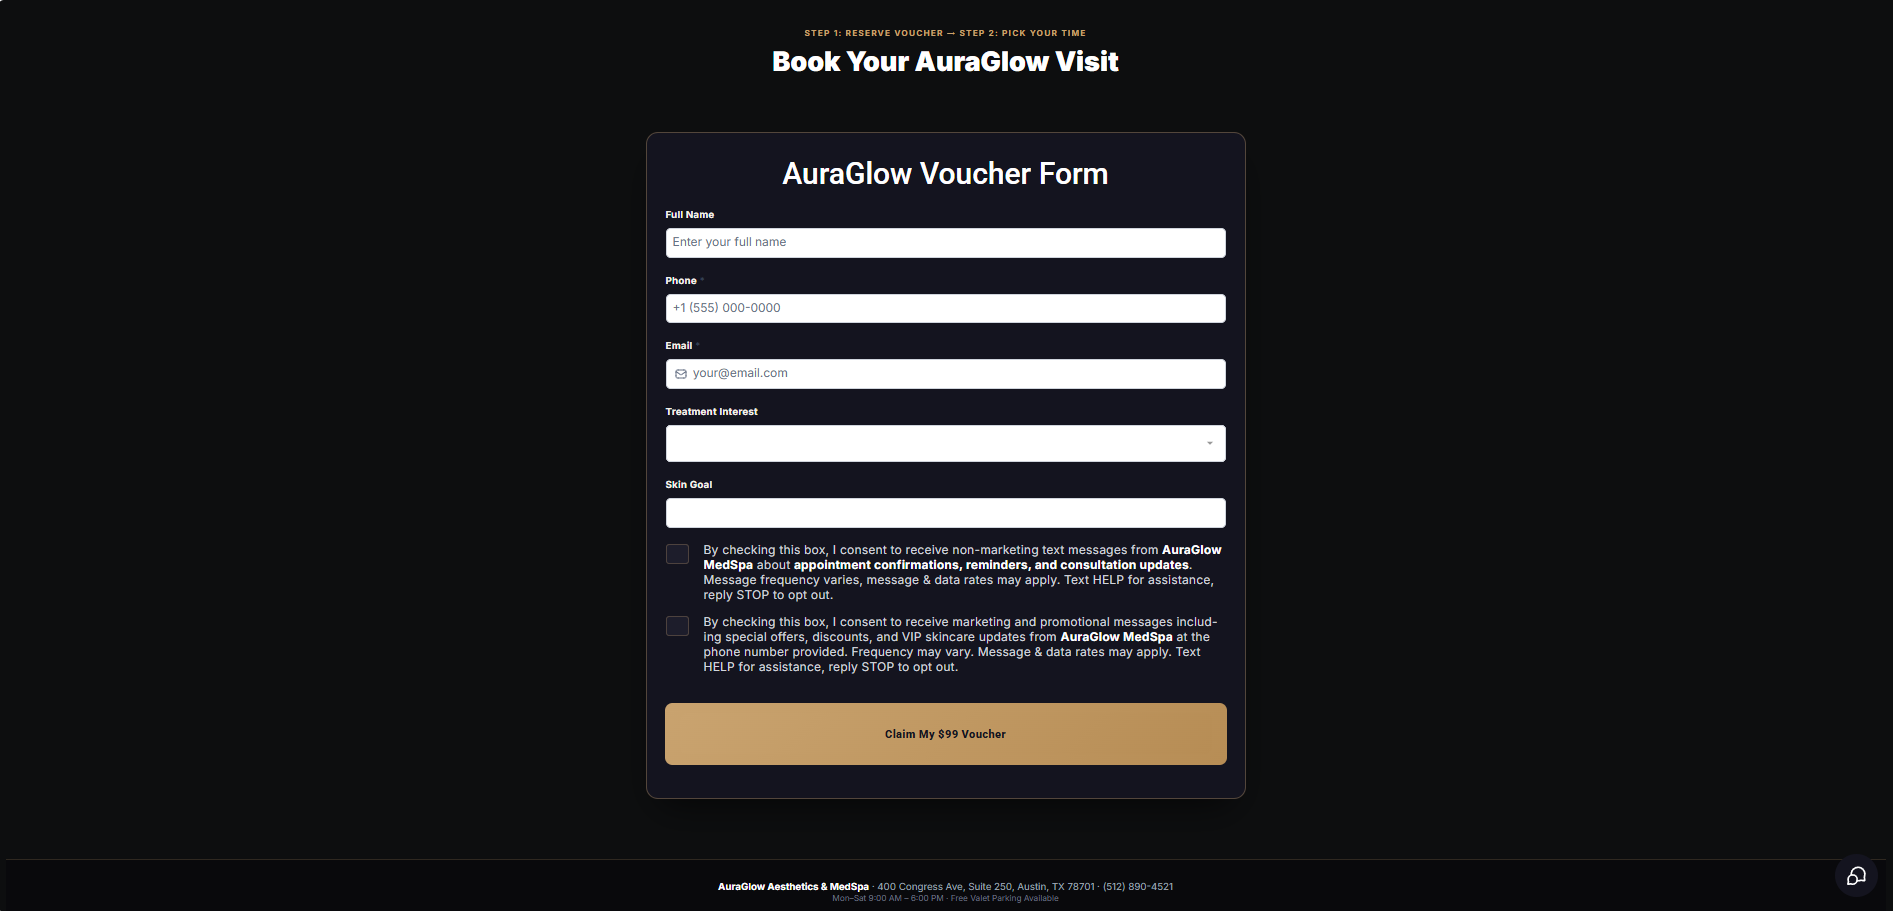 STEP 1: RESERVE VOUCHER — STEP 2: PICK YOUR TIME
Book Your AuraGlow Visit
AuraGlow Voucher Form
Full Name
Enter your full name
Phone *
+1 (555) 000-0000
Email *
your@email.com
Treatment Interest
Skin Goal
By checking this box, I consent to receive non-marketing text messages from AuraGlow
MedSpa about appointment confirmations, reminders, and consultation updates.
Message frequency varies, message & data rates may apply. Text HELP for assistance,
reply STOP to opt out.
By checking this box, I consent to receive marketing and promotional messages includ-
ing special offers, discounts, and VIP skincare updates from AuraGlow MedSpa at the
phone number provided. Frequency may vary. Message & data rates may apply. Text
HELP for assistance, reply STOP to opt out.
Claim My $99 Voucher
AuraGlow Aesthetics & MedSpa · 400 Congress Ave, Suite 250, Austin, TX 78701 · (512) 890-4521
Mon–Sat 9:00 AM – 6:00 PM · Free Valet Parking Available